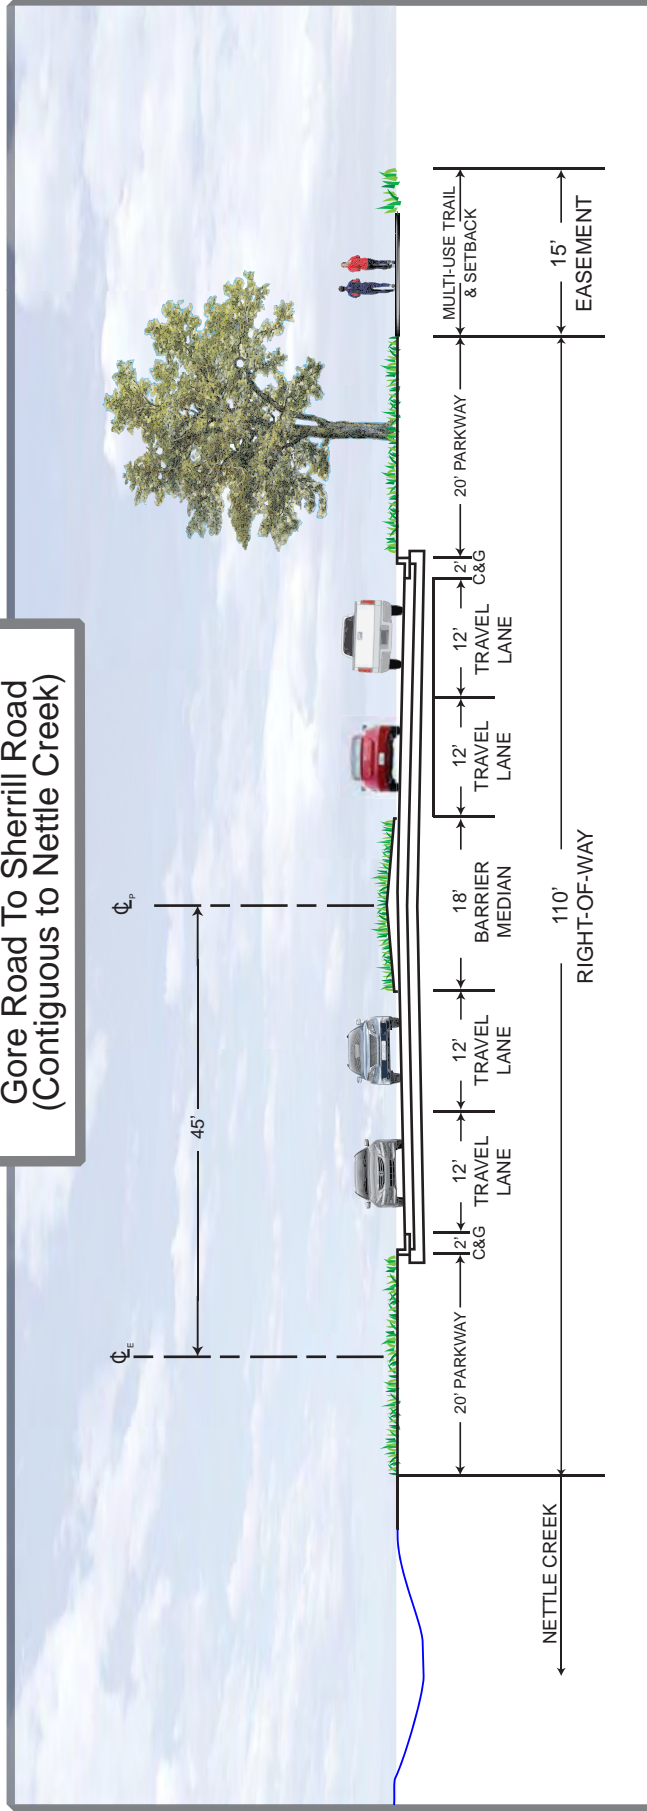 Gore Road To Sherrill Road
(Contiguous to Nettle Creek)
℄E
℄P
45'
20' PARKWAY
2'
C&G
12'
TRAVEL
LANE
12'
TRAVEL
LANE
18'
BARRIER
MEDIAN
12'
TRAVEL
LANE
12'
TRAVEL
LANE
2'
C&G
20' PARKWAY
MULTI-USE TRAIL
& SETBACK
NETTLE CREEK
110'
RIGHT-OF-WAY
15'
EASEMENT